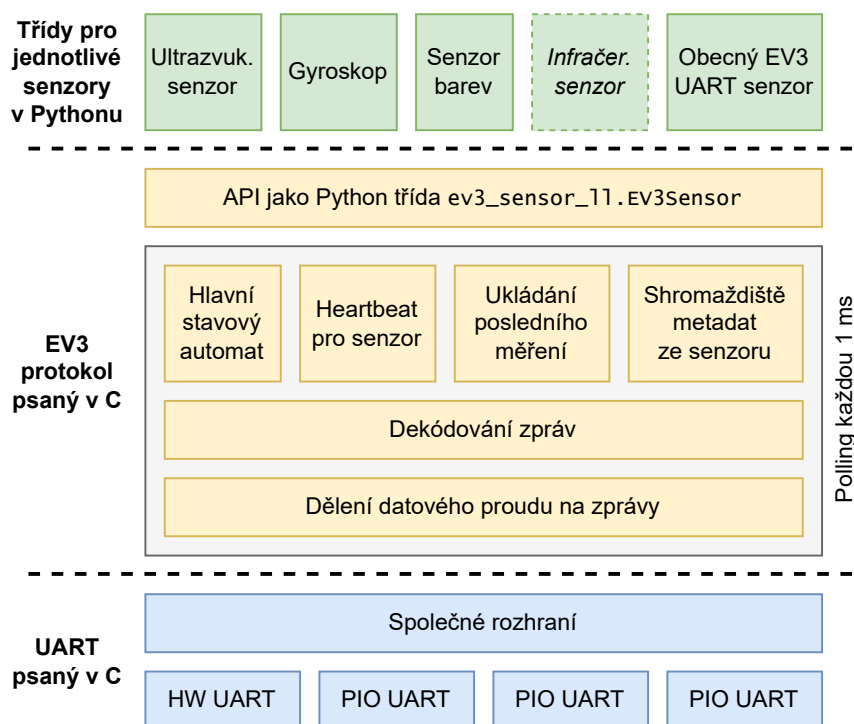 Třídy pro
jednotlivé
senzory
v Pythonu
Ultrazvuk.
senzor
Gyroskop
Senzor
barev
Infračer.
senzor
Obecný EV3
UART senzor
API jako Python třída ev3_sensor_ll.EV3Sensor
EV3
protokol
psaný v C
Hlavní
stavový
automat
Heartbeat
pro senzor
Ukládání
posledního
měření
Shromaždiště
metadat
ze senzoru
Dekódování zpráv
Dělení datového proudu na zprávy
Polling každou 1 ms
UART
psaný v C
Společné rozhraní
HW UART
PIO UART
PIO UART
PIO UART